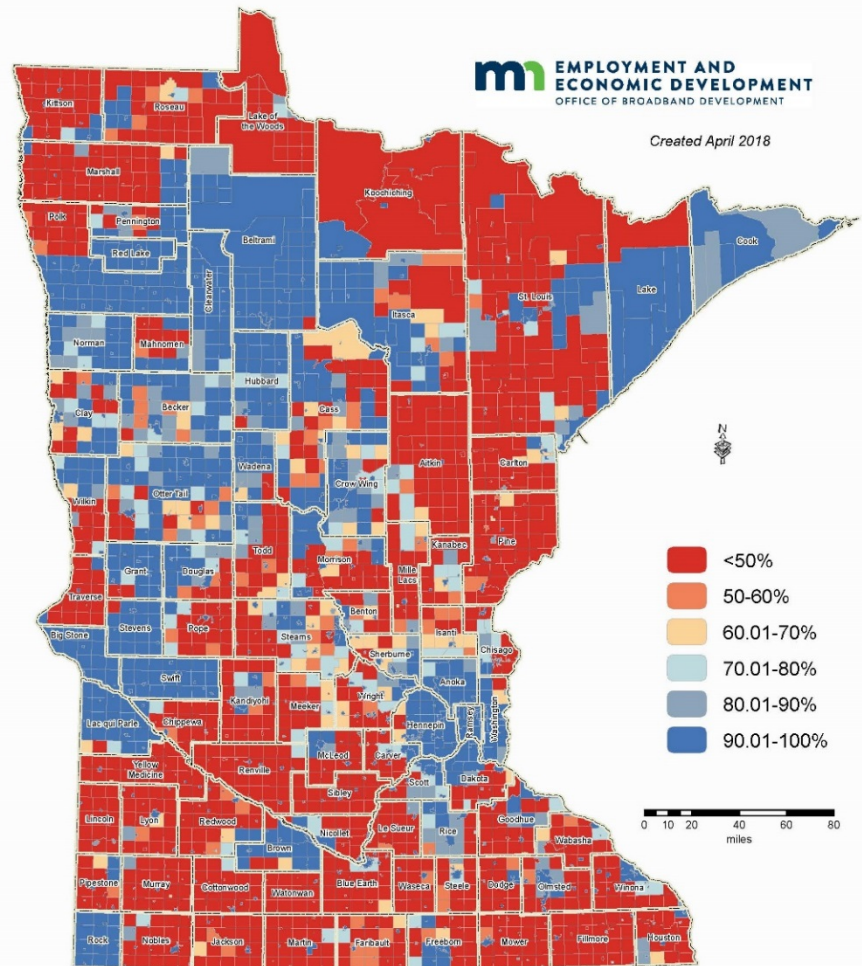 mn EMPLOYMENT AND
ECONOMIC DEVELOPMENT
OFFICE OF BROADBAND DEVELOPMENT
Created April 2018
Kittson
Roseau
Lake of
the Woods
Marshall
Koochiching
Polk
Pennington
Beltrami
Cook
Red Lake
Clearwater
Lake
St. Louis
Itasca
Norman
Mahnomen
Hubbard
Clay
Becker
Cass
N
Wadena
Aitkin
Carlton
Crow Wing
Otter Tail
Wilkin
Pine
Todd
Kanabec
Morrison
Grant
Douglas
Mille
Lacs
Traverse
Benton
Big Stone
Stevens
Pope
Stearns
Isanti
Chisago
Sherburne
Swift
Anoka
Kandiyohi
Meeker
Wright
Hennepin
Ramsey
Washington
Lac qui Parle
Chippewa
McLeod
Carver
Yellow
Medicine
Renville
Scott
Dakota
Sibley
Lincoln
Lyon
Redwood
Nicollet
Le Sueur
Rice
Goodhue
Wabasha
Brown
Pipestone
Murray
Cottonwood
Watonwan
Blue Earth
Waseca
Steele
Dodge
Olmsted
Winona
Rock
Nobles
Jackson
Martin
Faribault
Freeborn
Mower
Fillmore
Houston
<50%
50-60%
60.01-70%
70.01-80%
80.01-90%
90.01-100%
0 10 20 40 60 80
miles